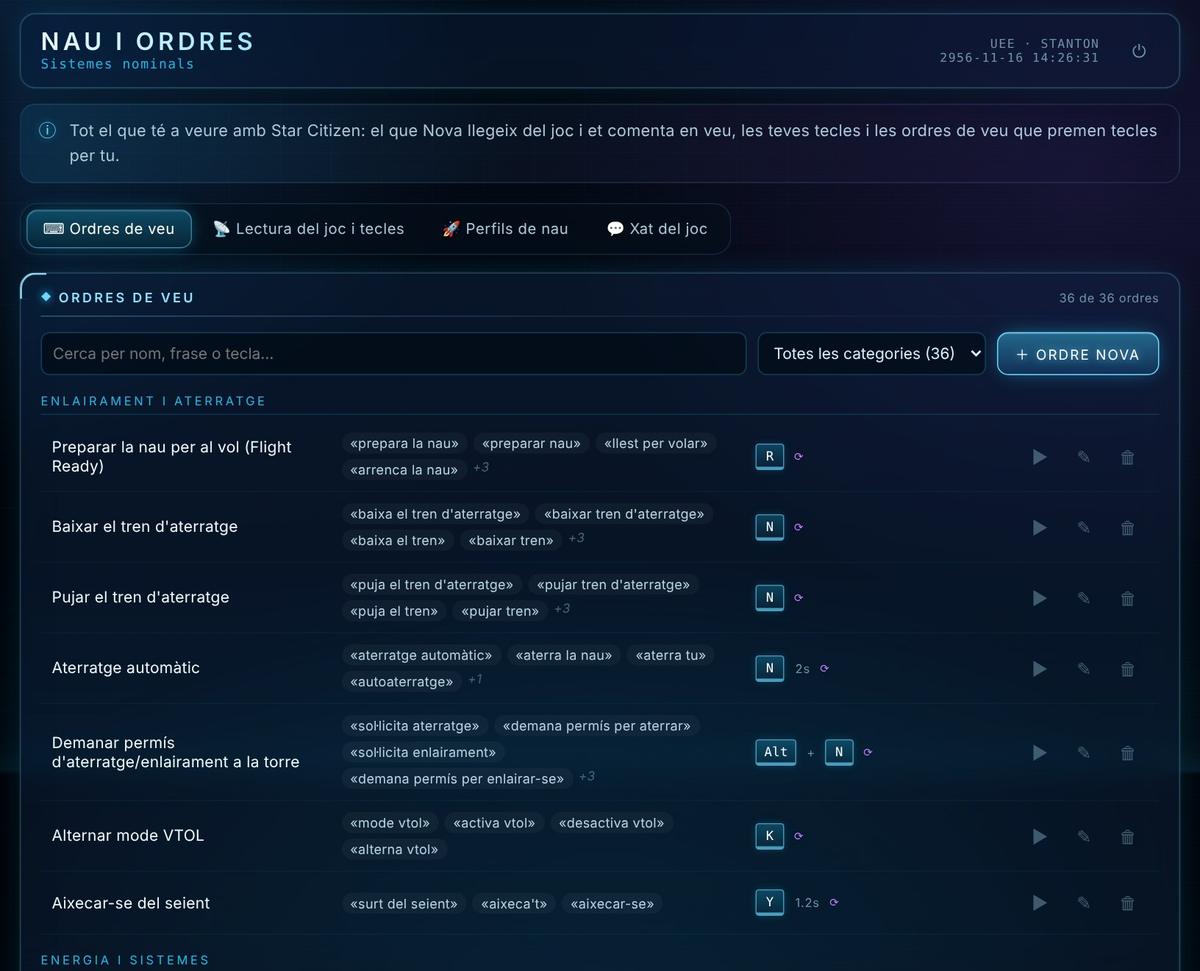 NAU I ORDRES
Sistemes nominals
UEE · STANTON
2956-11-16 14:26:31
Tot el que té a veure amb Star Citizen: el que Nova llegeix del joc i et comenta en veu, les teves tecles i les ordres de veu que premen tecles
per tu.
Ordres de veu
Lectura del joc i tecles
Perfils de nau
Xat del joc
ORDRES DE VEU
36 de 36 ordres
Cerca per nom, frase o tecla...
Totes les categories (36)
+ ORDRE NOVA
ENLAIRAMENT I ATERRATGE
Preparar la nau per al vol (Flight
Ready)
«prepara la nau» «preparar nau» «llest per volar»
«arrenca la nau» +3
R
Baixar el tren d'aterratge
«baixa el tren d'aterratge» «baixar tren d'aterratge»
«baixa el tren» «baixar tren» +3
N
Pujar el tren d'aterratge
«puja el tren d'aterratge» «pujar tren d'aterratge»
«puja el tren» «pujar tren» +3
N
Aterratge automàtic
«aterratge automàtic» «aterra la nau» «aterra tu»
«autoaterratge» +1
N 2s
Demanar permís
d'aterratge/enlairament a la torre
«sol·licita aterratge» «demana permís per aterrar»
«sol·licita enlairament»
«demana permís per enlairar-se» +3
Alt + N
Alternar mode VTOL
«mode vtol» «activa vtol» «desactiva vtol»
«alterna vtol»
K
Aixecar-se del seient
«surt del seient» «aixeca't» «aixecar-se»
Y 1.2s
ENERGIA I SISTEMES